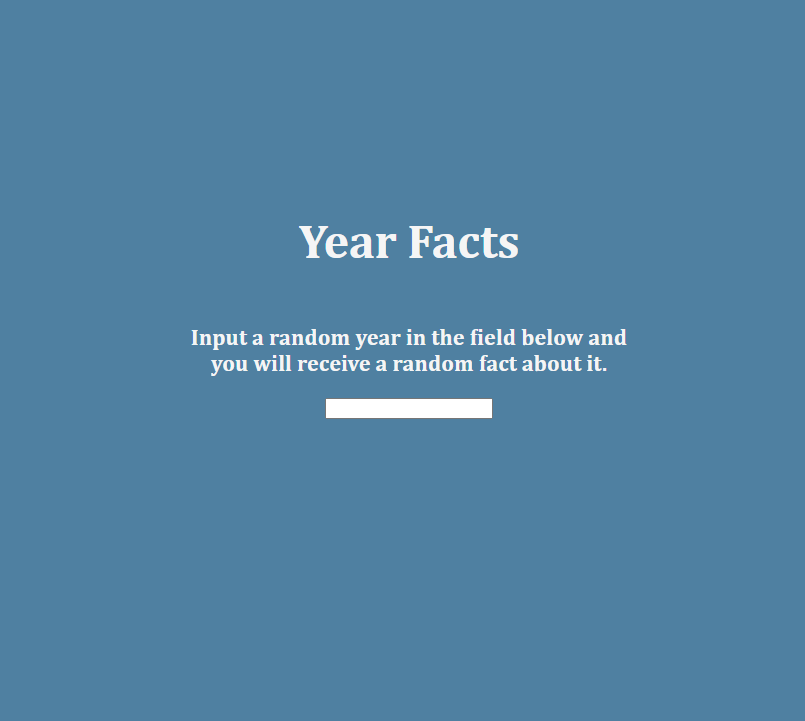 Year Facts
Input a random year in the field below and
you will receive a random fact about it.